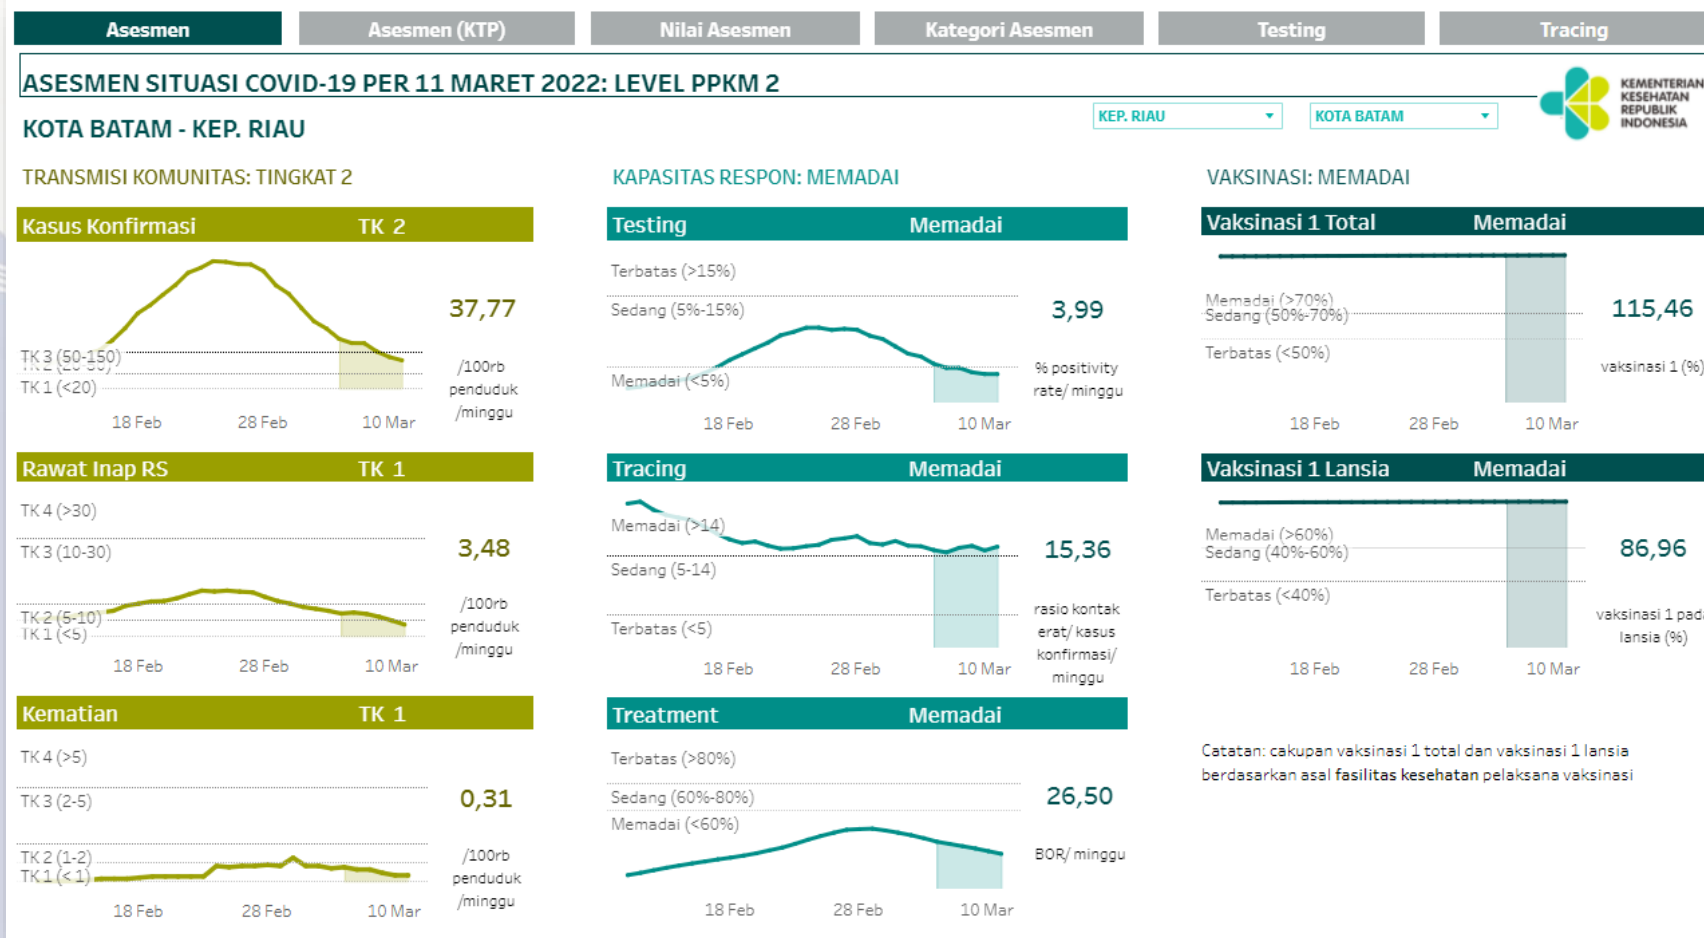 Asesmen
Asesmen (KTP)
Nilai Asesmen
Kategori Asesmen
Testing
Tracing
ASESMEN SITUASI COVID-19 PER 11 MARET 2022: LEVEL PPKM 2
KEMENTERIAN
KESEHATAN
REPUBLIK
INDONESIA
KOTA BATAM - KEP. RIAU
KEP. RIAU
KOTA BATAM
TRANSMISI KOMUNITAS: TINGKAT 2
Kasus Konfirmasi TK 2
TK 3 (50-150)
TK 2 (20-50)
TK 1 (<20)
37,77
/100rb
penduduk
/minggu
18 Feb 28 Feb 10 Mar
Rawat Inap RS TK 1
TK 4 (>30)
TK 3 (10-30)
TK 2 (5-10)
TK 1 (<5)
3,48
/100rb
penduduk
/minggu
18 Feb 28 Feb 10 Mar
Kematian TK 1
TK 4 (>5)
TK 3 (2-5)
TK 2 (1-2)
TK 1 (<1)
0,31
/100rb
penduduk
/minggu
18 Feb 28 Feb 10 Mar
KAPASITAS RESPON: MEMADAI
Testing Memadai
Terbatas (>15%)
Sedang (5%-15%)
Memadai (<5%)
3,99
% positivity
rate/ minggu
18 Feb 28 Feb 10 Mar
Tracing Memadai
Memadai (>14)
Sedang (5-14)
Terbatas (<5)
15,36
rasio kontak
erat/ kasus
konfirmasi/
minggu
18 Feb 28 Feb 10 Mar
Treatment Memadai
Terbatas (>80%)
Sedang (60%-80%)
Memadai (<60%)
26,50
BOR/ minggu
18 Feb 28 Feb 10 Mar
VAKSINASI: MEMADAI
Vaksinasi 1 Total Memadai
Memadai (>70%)
Sedang (50%-70%)
Terbatas (<50%)
115,46
vaksinasi 1 (%)
18 Feb 28 Feb 10 Mar
Vaksinasi 1 Lansia Memadai
Memadai (>60%)
Sedang (40%-60%)
Terbatas (<40%)
86,96
vaksinasi 1 pada
lansia (%)
18 Feb 28 Feb 10 Mar
Catatan: cakupan vaksinasi 1 total dan vaksinasi 1 lansia
berdasarkan asal fasilitas kesehatan pelaksana vaksinasi